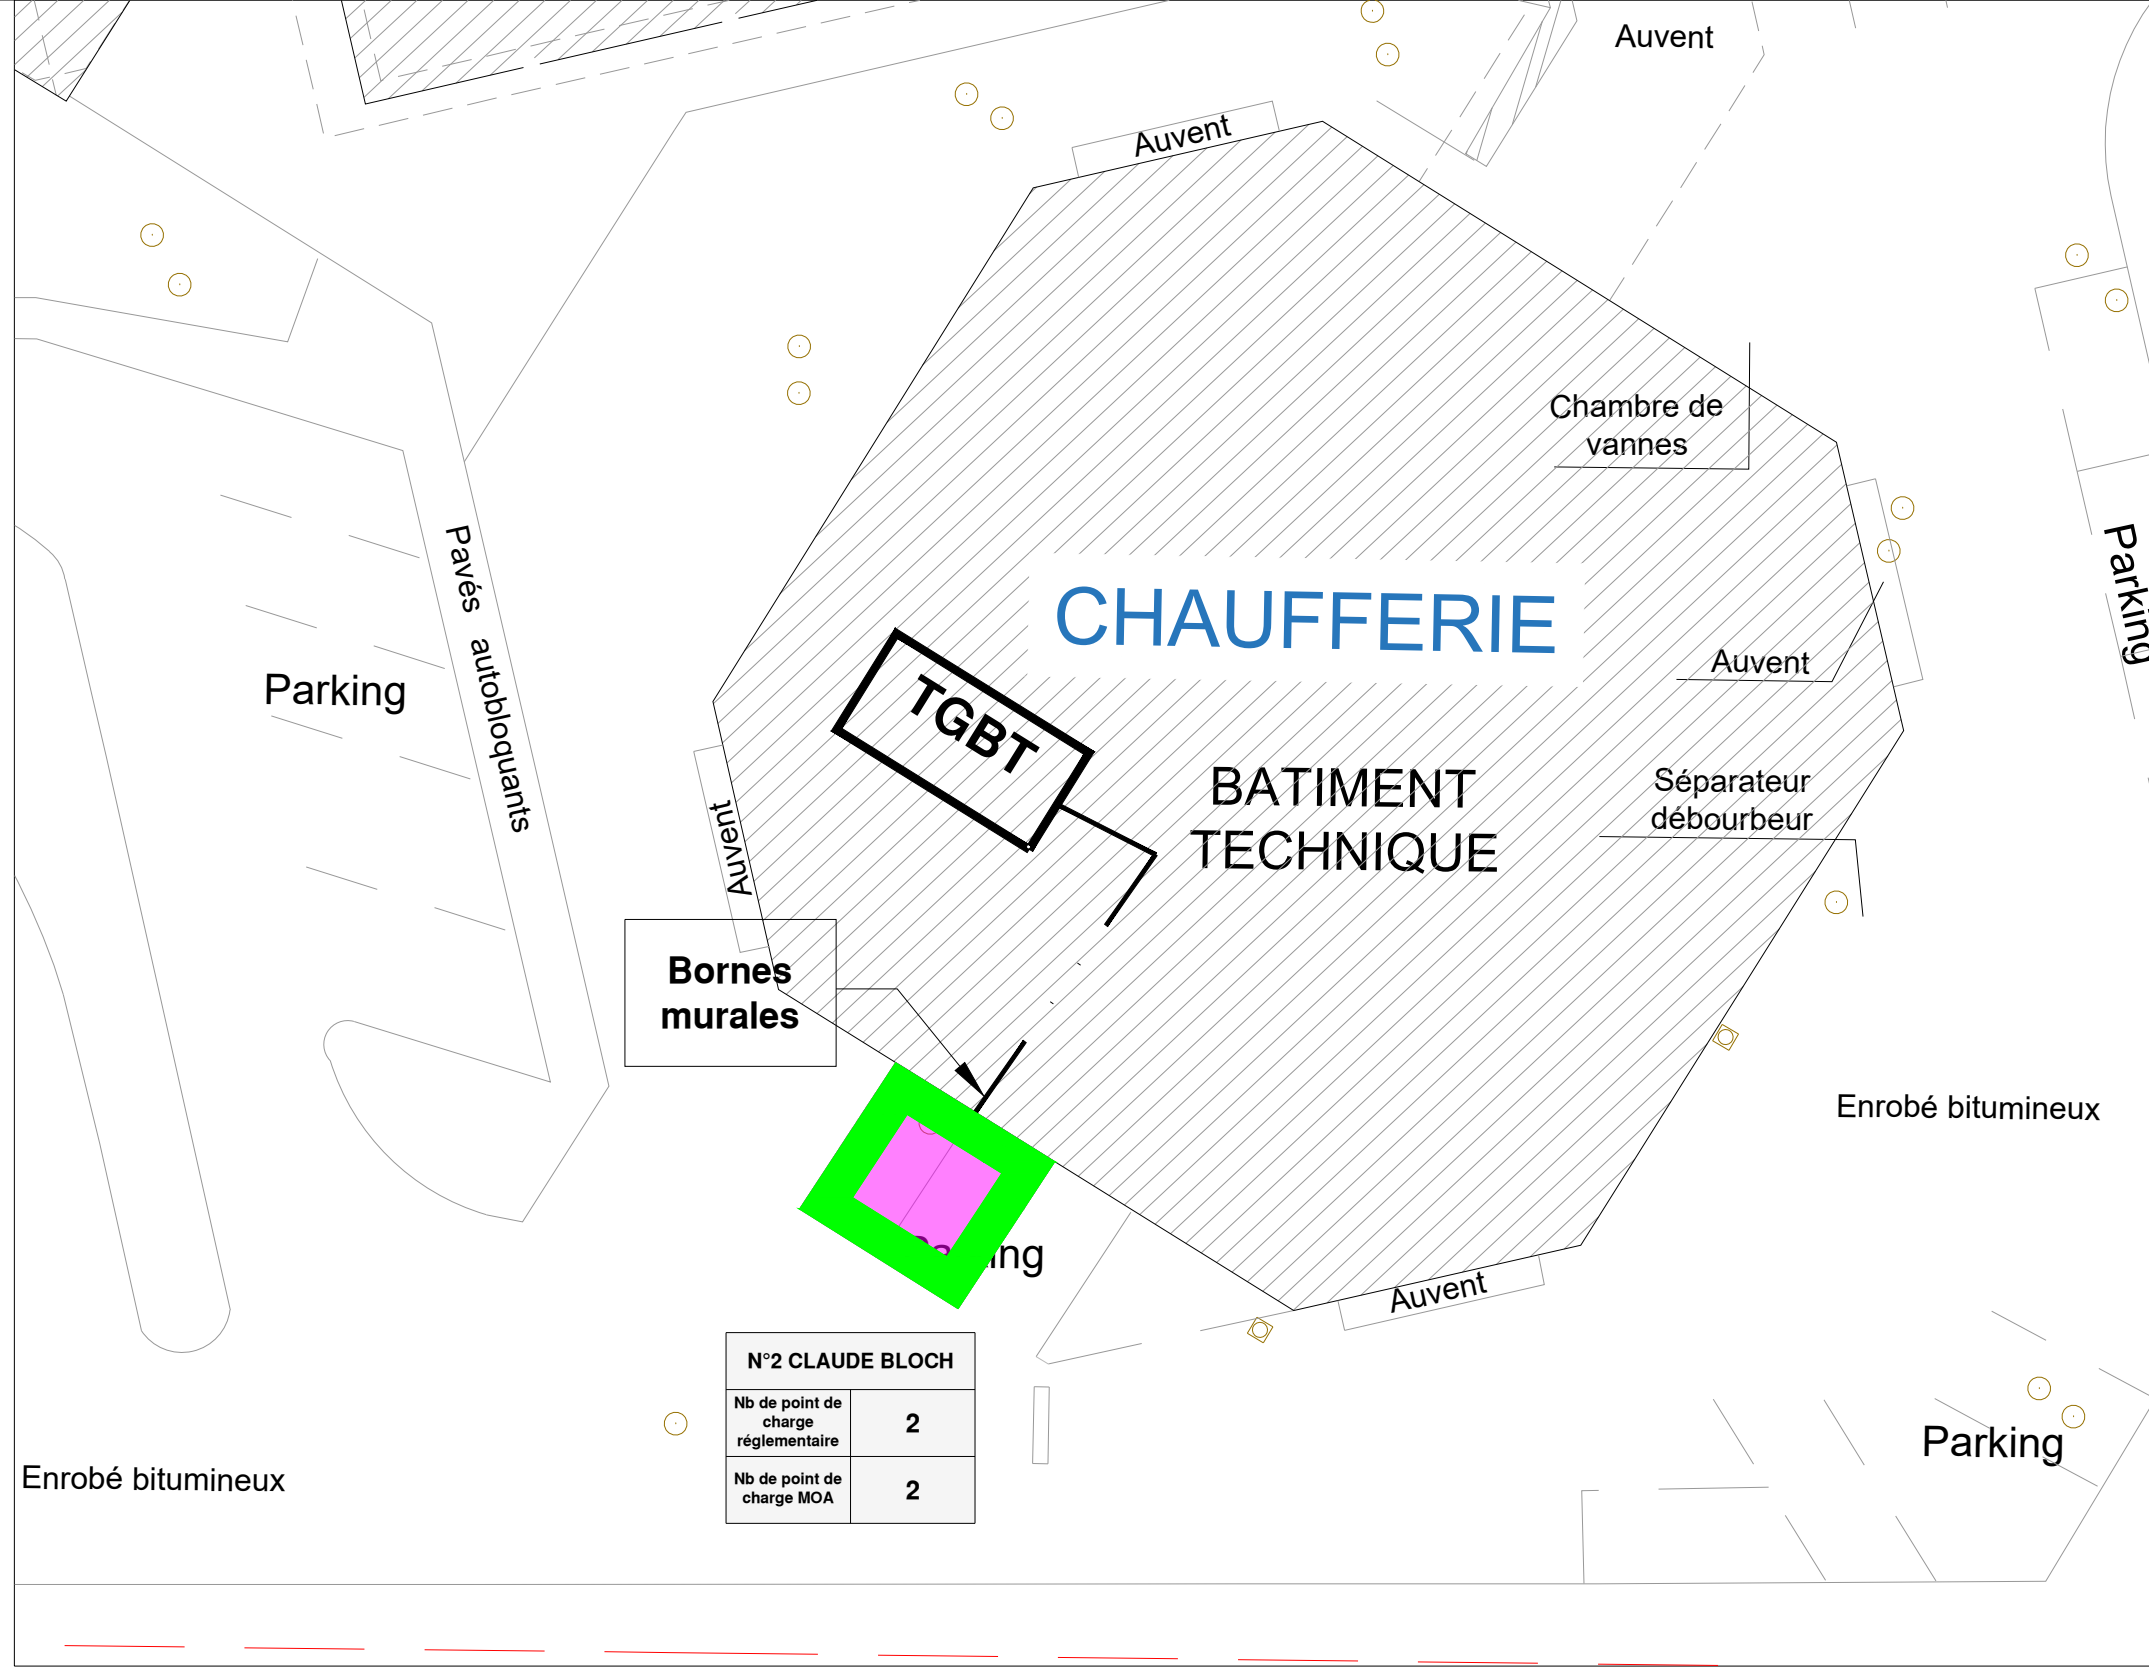 Auvent
Auvent
Chambre de
vannes
CHAUFFERIE
Pavés autobloquants
Parking
Parking
TGBT
Auvent
BATIMENT
TECHNIQUE
Séparateur
débourbeur
Auvent
Bornes
murales
Enrobé bitumineux
Auvent
N°2 CLAUDE BLOCH
Nb de point de
charge
réglementaire
2
Nb de point de
charge MOA
2
Parking
Enrobé bitumineux